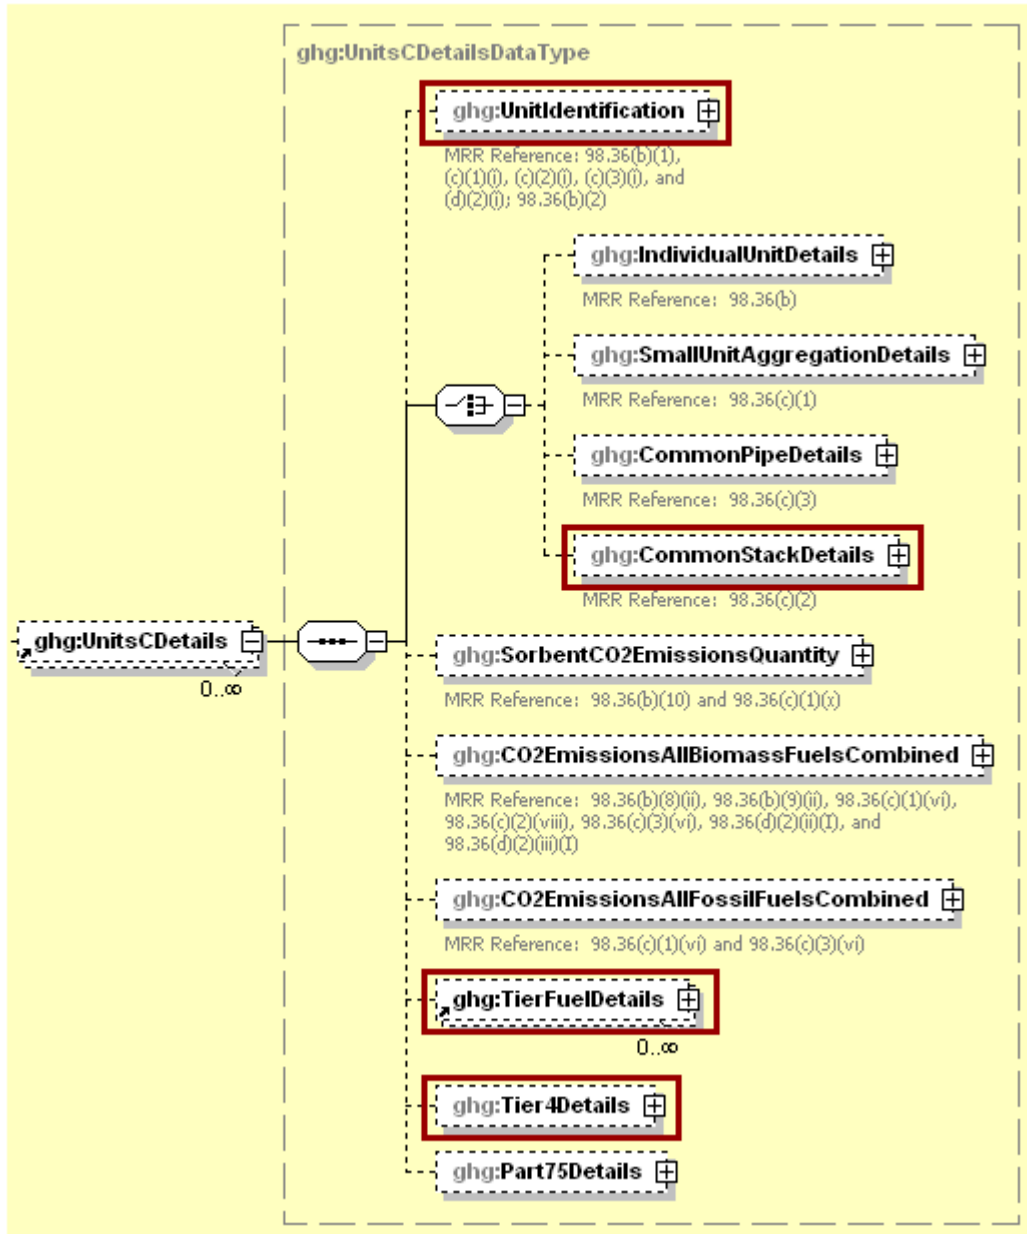 ghg:UnitsCDetailsDataType
ghg:UnitIdentification
MRR Reference: 98.36(b)(1),
(c)(1)(i), (c)(2)(i), (c)(3)(i), and
(d)(2)(i); 98.36(b)(2)
ghg:IndividualUnitDetails
MRR Reference: 98.36(b)
ghg:SmallUnitAggregationDetails
MRR Reference: 98.36(c)(1)
ghg:CommonPipeDetails
MRR Reference: 98.36(c)(3)
ghg:CommonStackDetails
MRR Reference: 98.36(c)(2)
ghg:UnitsCDetails
0..∞
ghg:SorbentCO2EmissionsQuantity
MRR Reference: 98.36(b)(10) and 98.36(c)(1)(x)
ghg:CO2EmissionsAllBiomassFuelsCombined
MRR Reference: 98.36(b)(8)(ii), 98.36(b)(9)(ii), 98.36(c)(1)(vi),
98.36(c)(2)(viii), 98.36(c)(3)(vi), 98.36(d)(2)(ii)(I), and
98.36(d)(2)(iii)(I)
ghg:CO2EmissionsAllFossilFuelsCombined
MRR Reference: 98.36(c)(1)(vi) and 98.36(c)(3)(vi)
ghg:TierFuelDetails
0..∞
ghg:Tier4Details
ghg:Part75Details